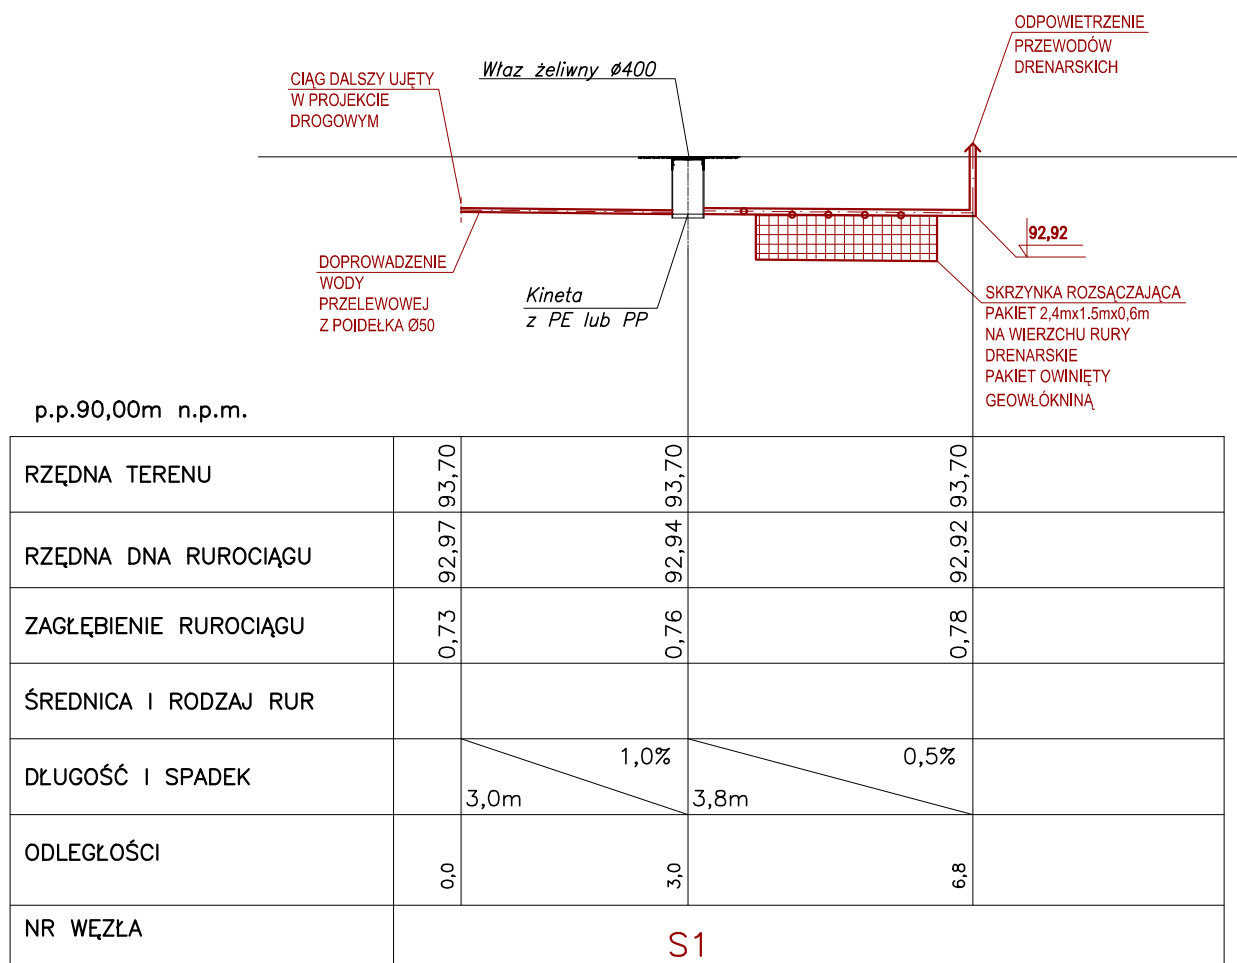 ODPOWIETRZENIE
PRZEWODÓW
DRENARSKICH
Właz żeliwny Ø400
CIĄG DALSZY UJĘTY
W PROJEKCIE
DROGOWYM
92,92
DOPROWADZENIE
WODY
PRZELEWOWEJ
Z POIDEŁKA Ø50
Kineta
z PE lub PP
SKRZYNKA ROZSĄCZAJĄCA
PAKIET 2,4mx1.5mx0,6m
NA WIERZCHU RURY
DRENARSKIE
PAKIET OWINIĘTY
GEOWŁÓKNINĄ
p.p.90,00m n.p.m.
RZĘDNA TERENU 93,70 93,70 93,70
RZĘDNA DNA RUROCIĄGU 92,97 92,94 92,92
ZAGŁĘBIENIE RUROCIĄGU 0,73 0,76 0,78
ŚREDNICA I RODZAJ RUR
DŁUGOŚĆ I SPADEK 3,0m 1,0% 3,8m 0,5%
ODLEGŁOŚCI 0,0 3,0 6,8
NR WĘZŁA S1